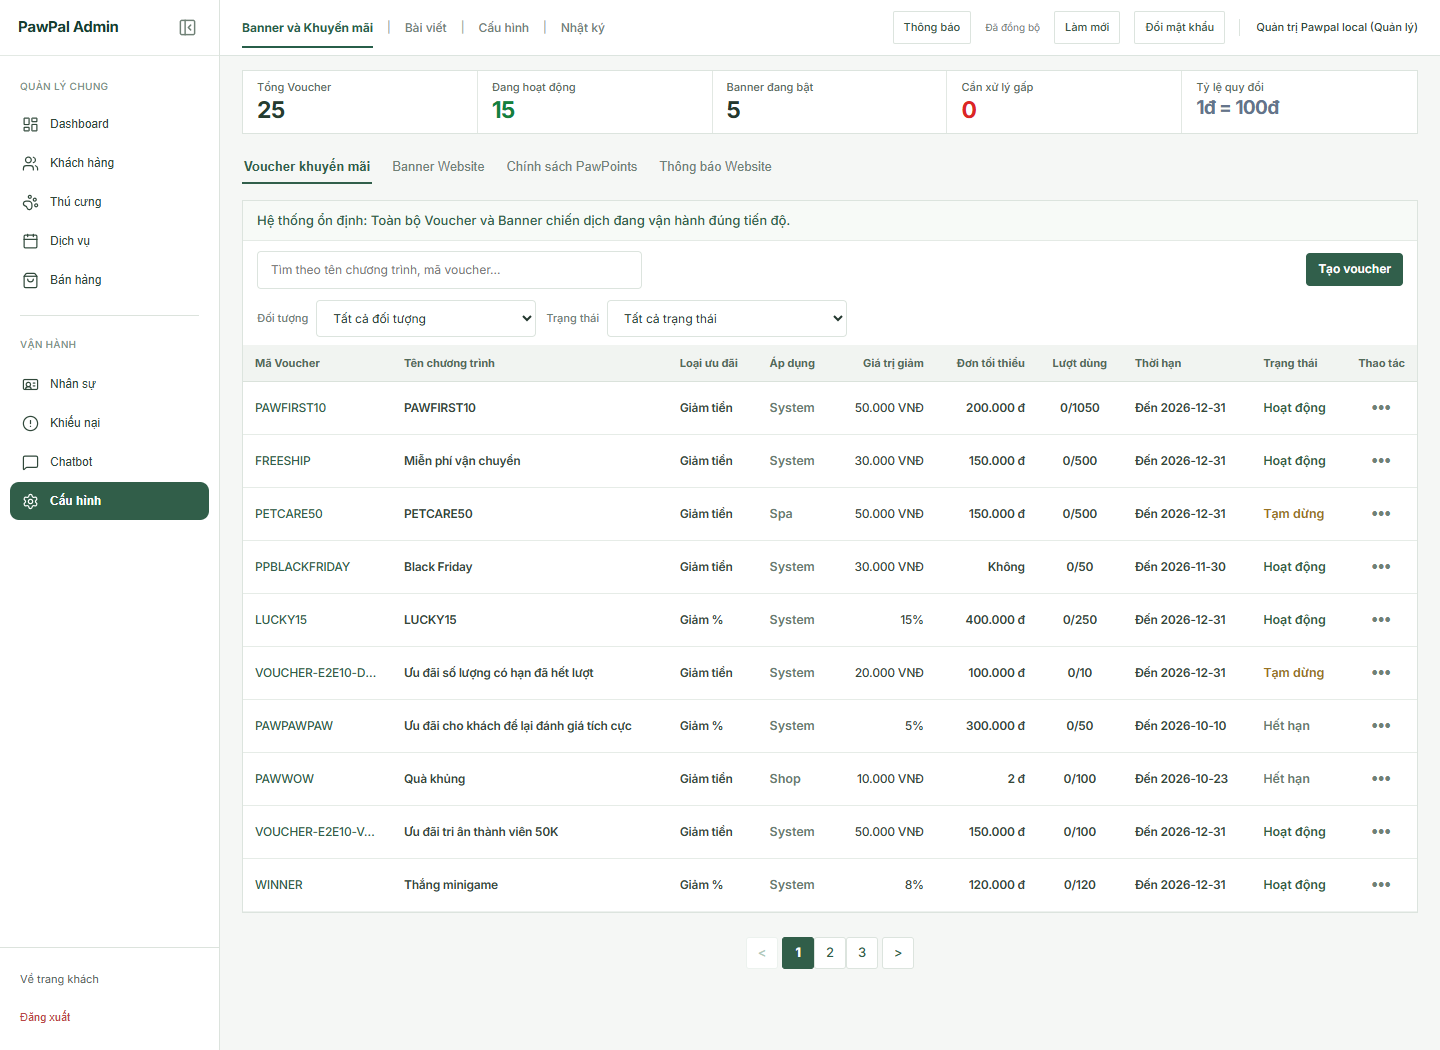 PawPal Admin
Banner và Khuyến mãi | Bài viết | Cấu hình | Nhật ký
Thông báo Đã đồng bộ Làm mới Đổi mật khẩu Quản trị Pawpal local (Quản lý)
QUẢN LÝ CHUNG
Dashboard
Khách hàng
Thú cưng
Dịch vụ
Bán hàng
VẬN HÀNH
Nhân sự
Khiếu nại
Chatbot
Cấu hình
Về trang khách
Đăng xuất
Tổng Voucher
25
Đang hoạt động
15
Banner đang bật
5
Cần xử lý gấp
0
Tỷ lệ quy đổi
1đ = 100đ
Voucher khuyến mãi Banner Website Chính sách PawPoints Thông báo Website
Hệ thống ổn định: Toàn bộ Voucher và Banner chiến dịch đang vận hành đúng tiến độ.
Tìm theo tên chương trình, mã voucher...
Tạo voucher
Đối tượng Tất cả đối tượng Trạng thái Tất cả trạng thái
Mã Voucher Tên chương trình Loại ưu đãi Áp dụng Giá trị giảm Đơn tối thiểu Lượt dùng Thời hạn Trạng thái Thao tác
PAWFIRST10 PAWFIRST10 Giảm tiền System 50.000 VNĐ 200.000 đ 0/1050 Đến 2026-12-31 Hoạt động •••
FREESHIP Miễn phí vận chuyển Giảm tiền System 30.000 VNĐ 150.000 đ 0/500 Đến 2026-12-31 Hoạt động •••
PETCARE50 PETCARE50 Giảm tiền Spa 50.000 VNĐ 150.000 đ 0/500 Đến 2026-12-31 Tạm dừng •••
PPBLACKFRIDAY Black Friday Giảm tiền System 30.000 VNĐ Không 0/50 Đến 2026-11-30 Hoạt động •••
LUCKY15 LUCKY15 Giảm % System 15% 400.000 đ 0/250 Đến 2026-12-31 Hoạt động •••
VOUCHER-E2E10-D... Ưu đãi số lượng có hạn đã hết lượt Giảm tiền System 20.000 VNĐ 100.000 đ 0/10 Đến 2026-12-31 Tạm dừng •••
PAWPAWPAW Ưu đãi cho khách để lại đánh giá tích cực Giảm % System 5% 300.000 đ 0/50 Đến 2026-10-10 Hết hạn •••
PAWWOW Quà khủng Giảm tiền Shop 10.000 VNĐ 2 đ 0/100 Đến 2026-10-23 Hết hạn •••
VOUCHER-E2E10-V... Ưu đãi tri ân thành viên 50K Giảm tiền System 50.000 VNĐ 150.000 đ 0/100 Đến 2026-12-31 Hoạt động •••
WINNER Thắng minigame Giảm % System 8% 120.000 đ 0/120 Đến 2026-12-31 Hoạt động •••
< 1 2 3 >